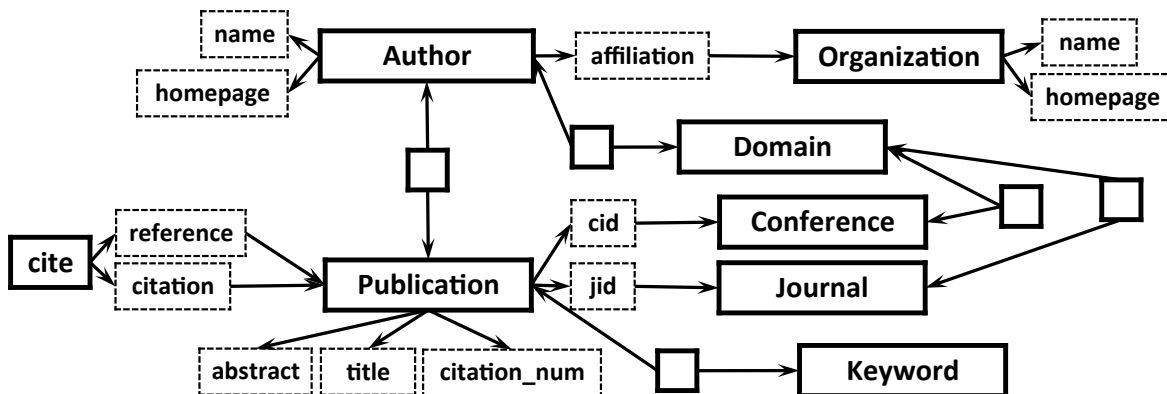 name
Author
affiliation
Organization
name
homepage
homepage
Domain
cid
Conference
reference
cite
citation
Publication
jid
Journal
abstract
title
citation_num
Keyword